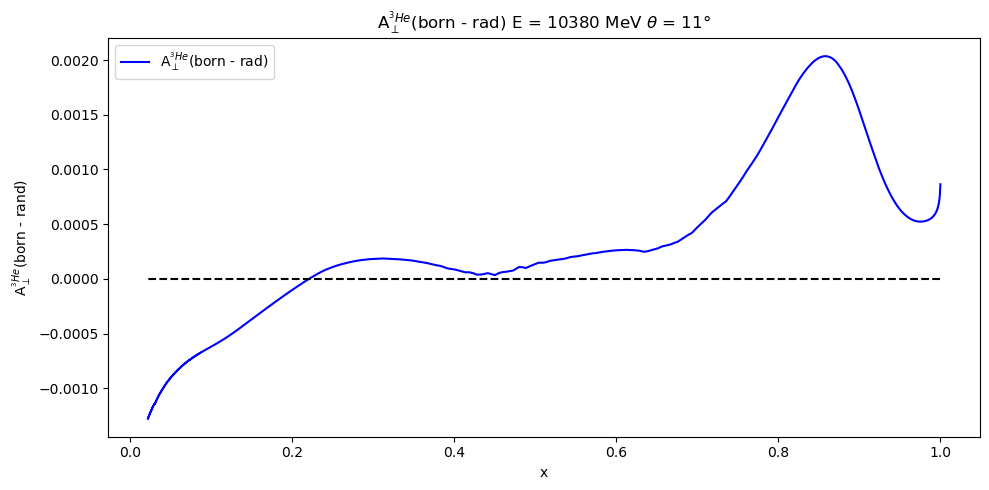 A⊥³ᴴᵉ(born - rad) E = 10380 MeV θ = 11°
A⊥³ᴴᵉ(born - rad)
A⊥³ᴴᵉ(born - rand)
0.0020
0.0015
0.0010
0.0005
0.0000
−0.0005
−0.0010
0.0 0.2 0.4 0.6 0.8 1.0
x